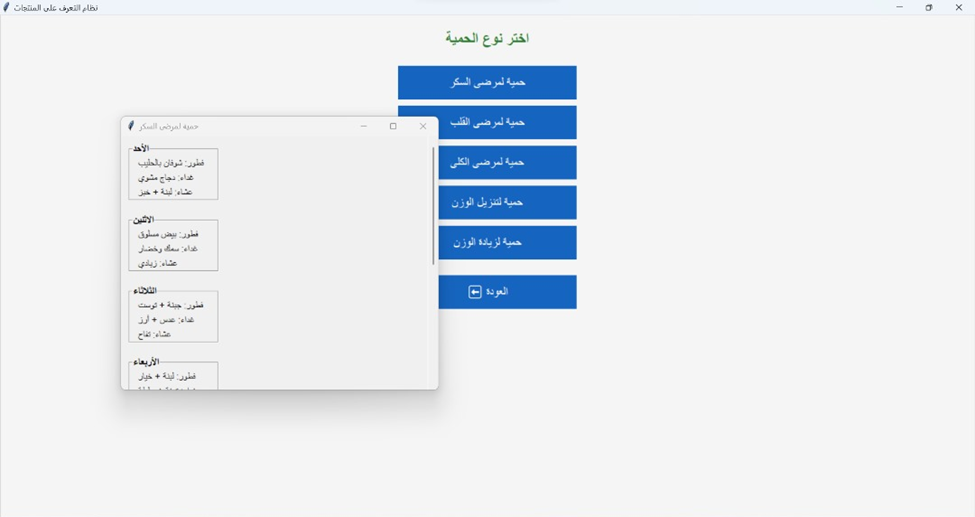 نظام التعرف على المنتجات
اختر نوع الحمية
حمية لمرضى السكر
حمية لمرضى القلب
حمية لمرضى الكلى
حمية لتنزيل الوزن
حمية لزيادة الوزن
العودة
حمية لمرضى السكر
الأحد
فطور: شوفان بالحليب
غداء: دجاج مشوي
عشاء: لبنة + خبز
الاثنين
فطور: بيض مسلوق
غداء: سمك وخضار
عشاء: زبادي
الثلاثاء
فطور: جبنة + توست
غداء: عدس + أرز
عشاء: تفاح
الأربعاء
فطور: لبنة + خيار